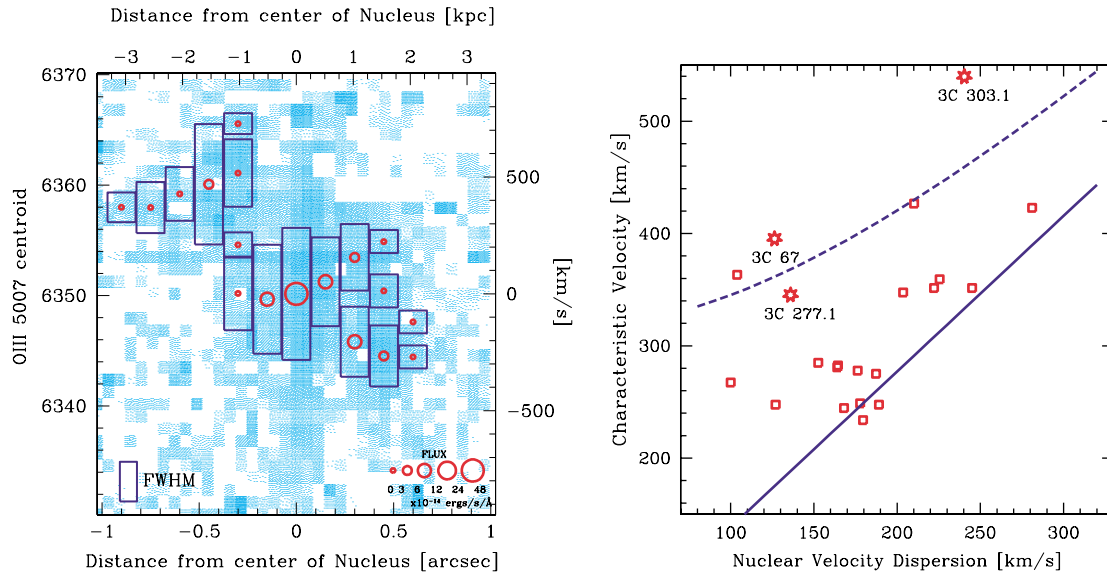 Distance from center of Nucleus [kpc]
−3 −2 −1 0 1 2 3
OIII 5007 centroid
6370
6360
6350
6340
500
0
−500
[km/s]
FWHM
FLUX
0 3 6 12 24 48
x10⁻¹⁴ ergs/s/Å
−1 −0.5 0 0.5 1
Distance from center of Nucleus [arcsec]
Characteristic Velocity [km/s]
500
400
300
200
3C 303.1
3C 67
3C 277.1
100 150 200 250 300
Nuclear Velocity Dispersion [km/s]